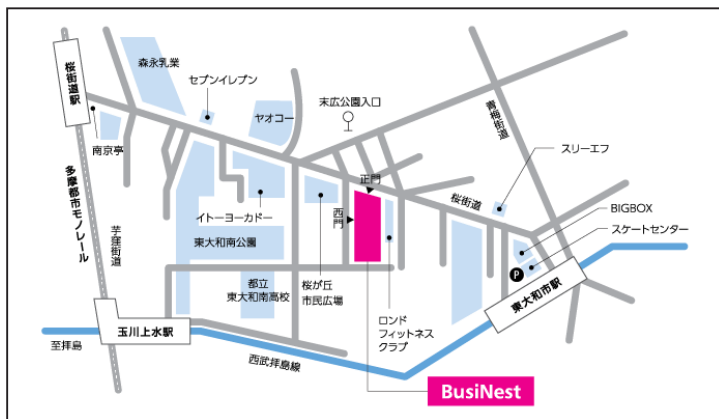 森永乳業
桜街道駅
セブンイレブン
ヤオコー
末広公園入口
青梅街道
南京亭
スリーエフ
正門
桜街道
多摩都市モノレール
芋窪街道
イトーヨーカドー
西門
BIGBOX
東大和南公園
スケートセンター
P
都立
東大和南高校
桜が丘
市民広場
東大和市駅
ロンド
フィットネス
クラブ
玉川上水駅
至拝島
西武拝島線
BusiNest